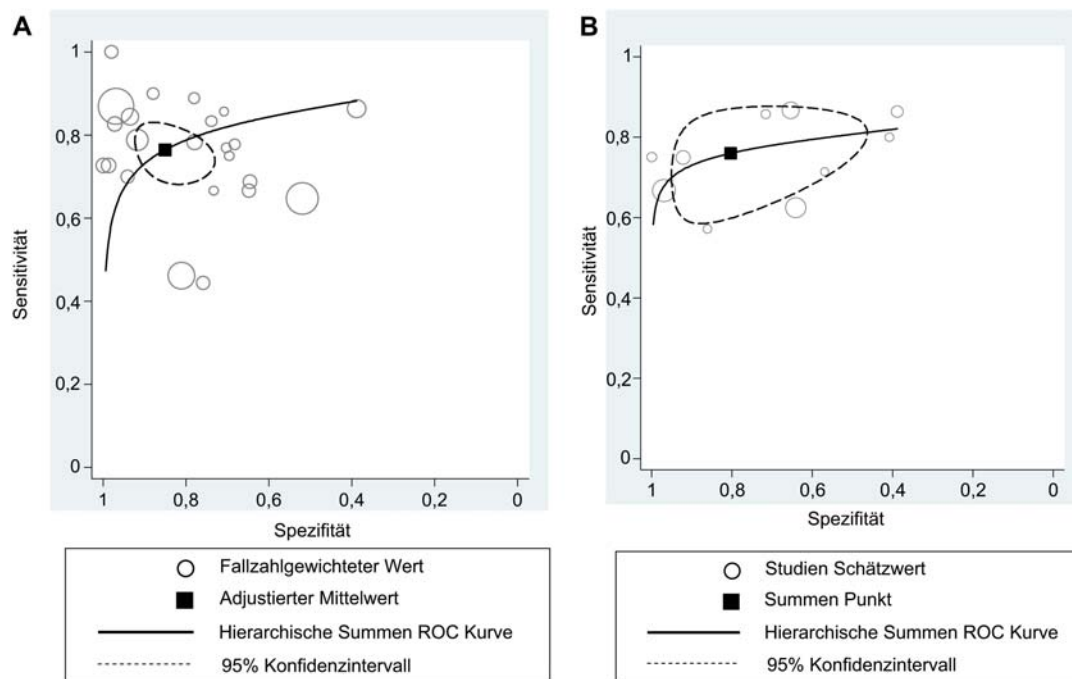 A
1
0,8
0,6
0,4
0,2
0
Sensitivität
1
0,8
0,6
0,4
0,2
0
Spezifität
Fallzahlgewichteter Wert
Adjustierter Mittelwert
Hierarchische Summen ROC Kurve
95% Konfidenzintervall
B
1
0,8
0,6
0,4
0,2
0
Sensitivität
1
0,8
0,6
0,4
0,2
0
Spezifität
Studien Schätzwert
Summen Punkt
Hierarchische Summen ROC Kurve
95% Konfidenzintervall